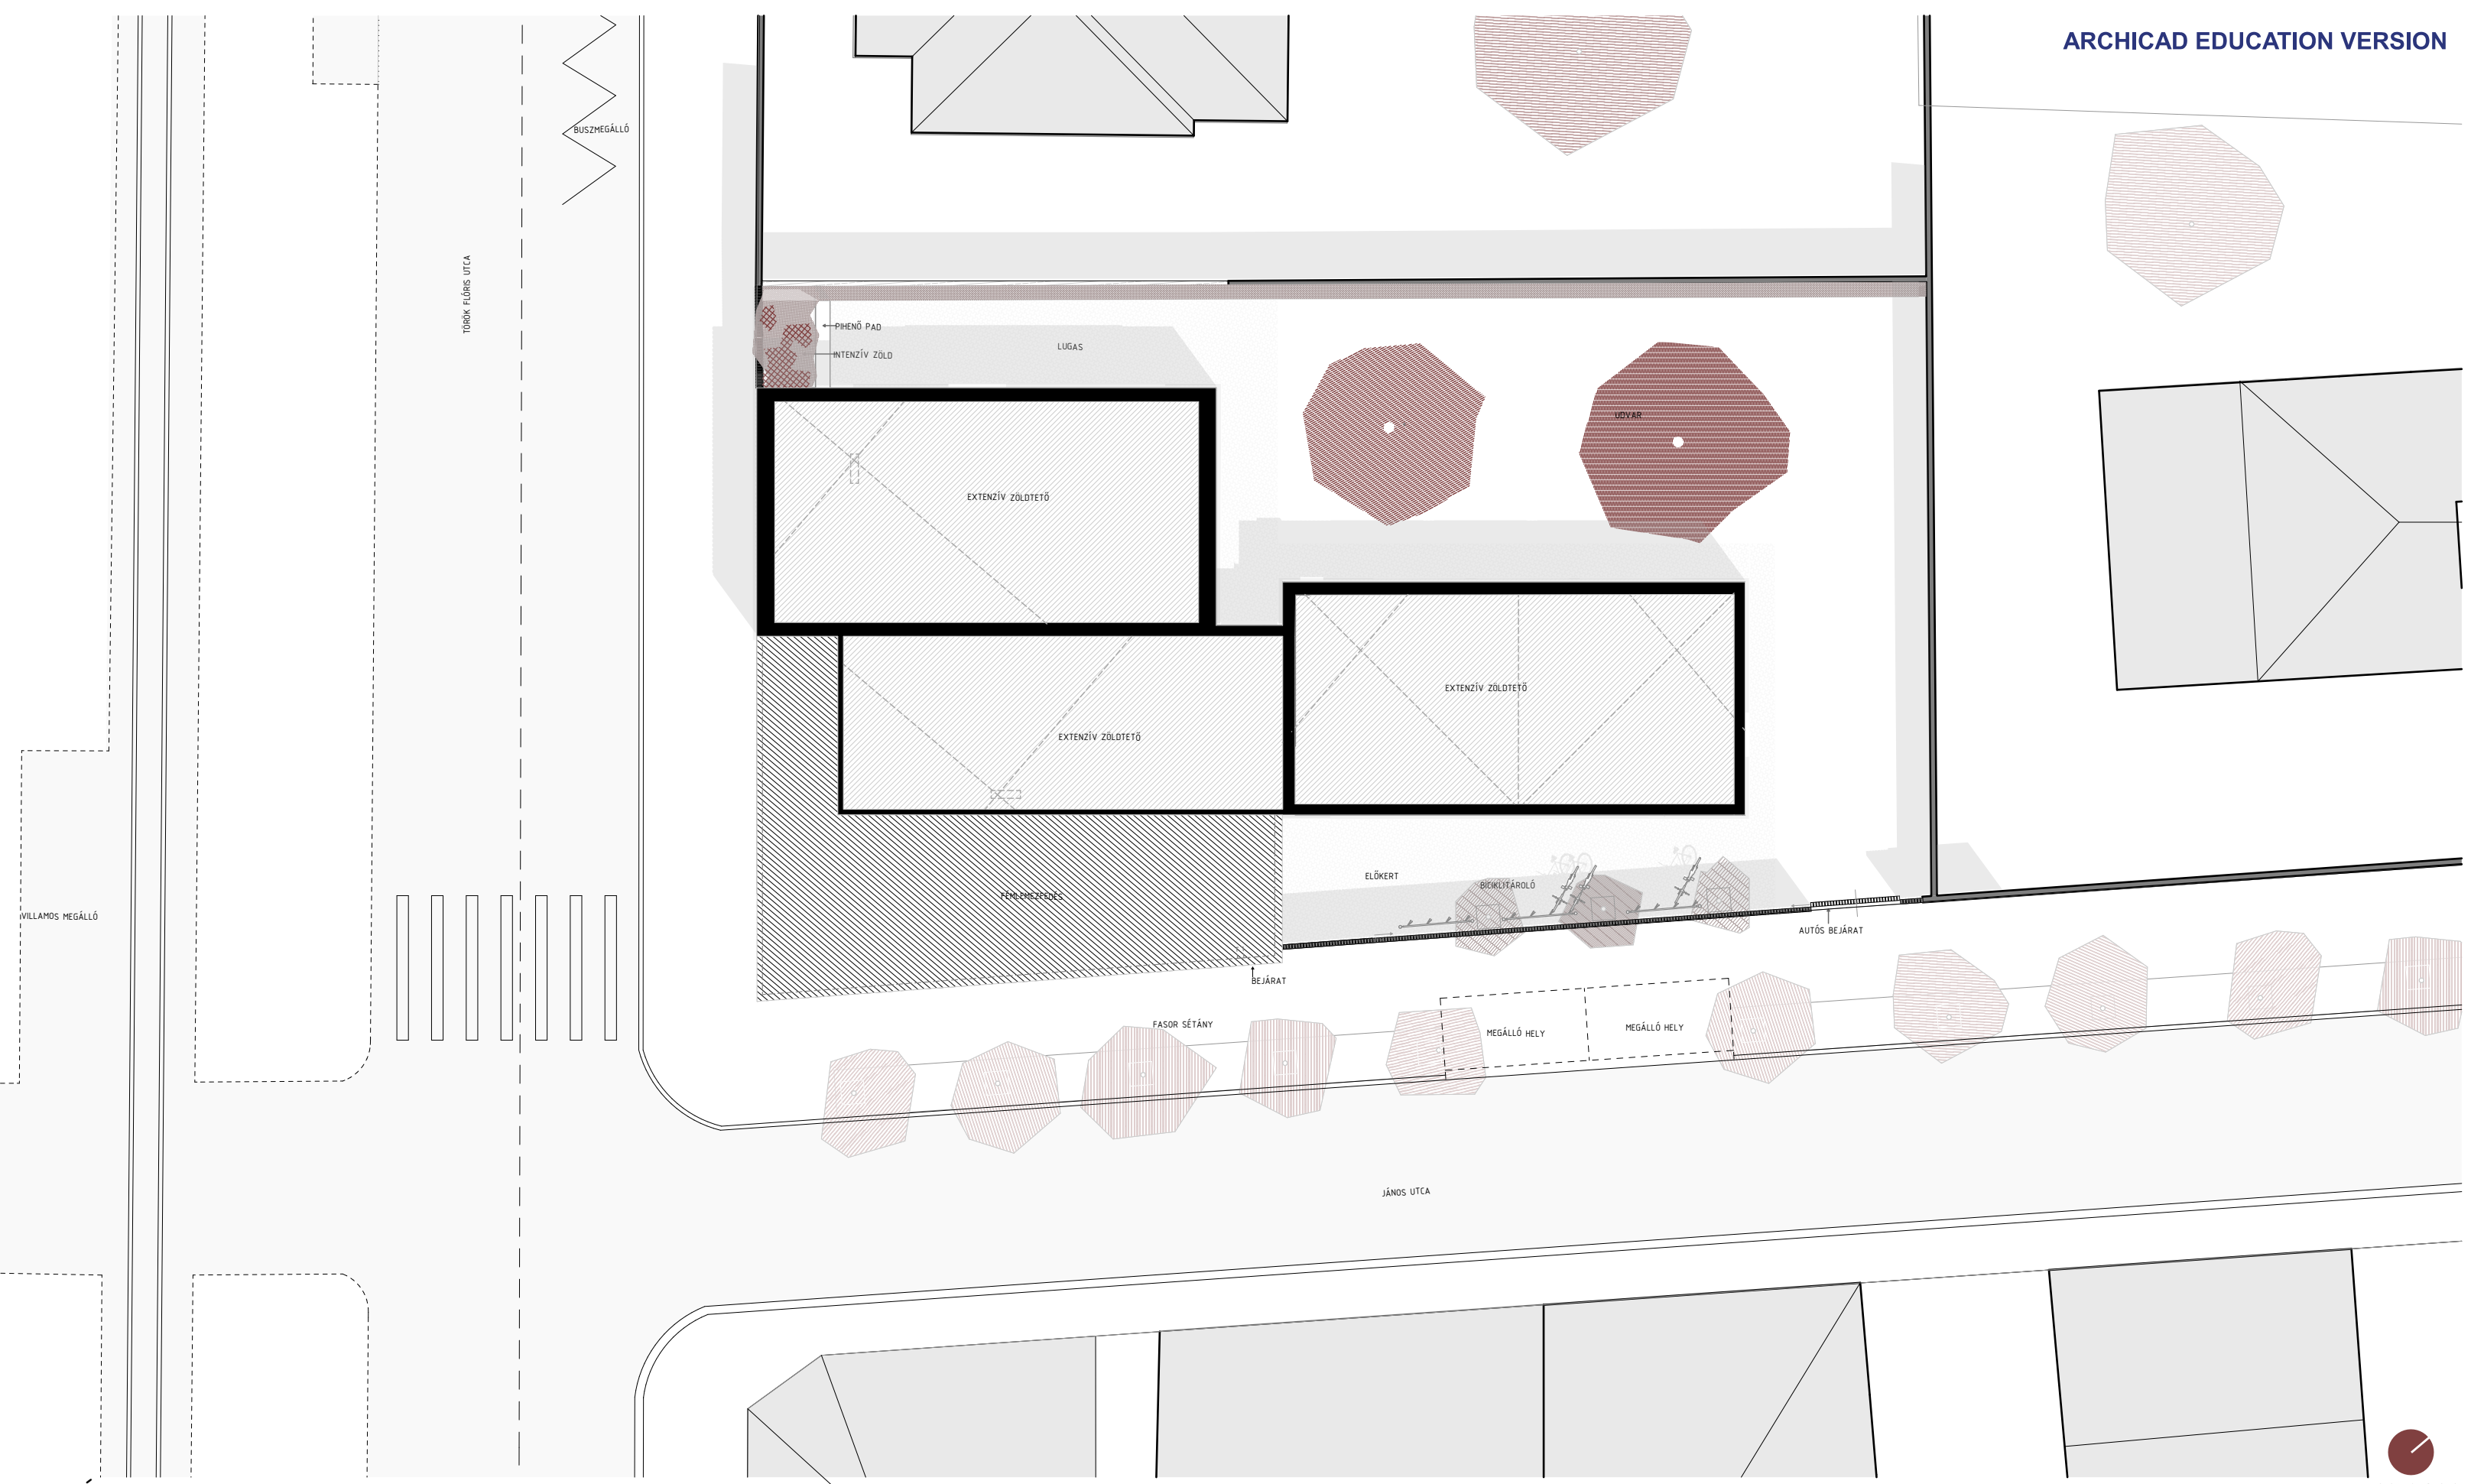 ARCHICAD EDUCATION VERSION
BUSZMEGÁLLÓ
TÖRÖK FLÓRIS UTCA
PIHENŐ PAD
LUGAS
INTENZÍV ZÖLD
UDVAR
EXTENZÍV ZÖLDTETŐ
EXTENZÍV ZÖLDTETŐ
EXTENZÍV ZÖLDTETŐ
ELŐKERT
BICIKLITÁROLÓ
FÉMLEMEZFEDÉS
VILLAMOS MEGÁLLÓ
AUTÓS BEJÁRAT
BEJÁRAT
FASOR SÉTÁNY
MEGÁLLÓ HELY
MEGÁLLÓ HELY
JÁNOS UTCA